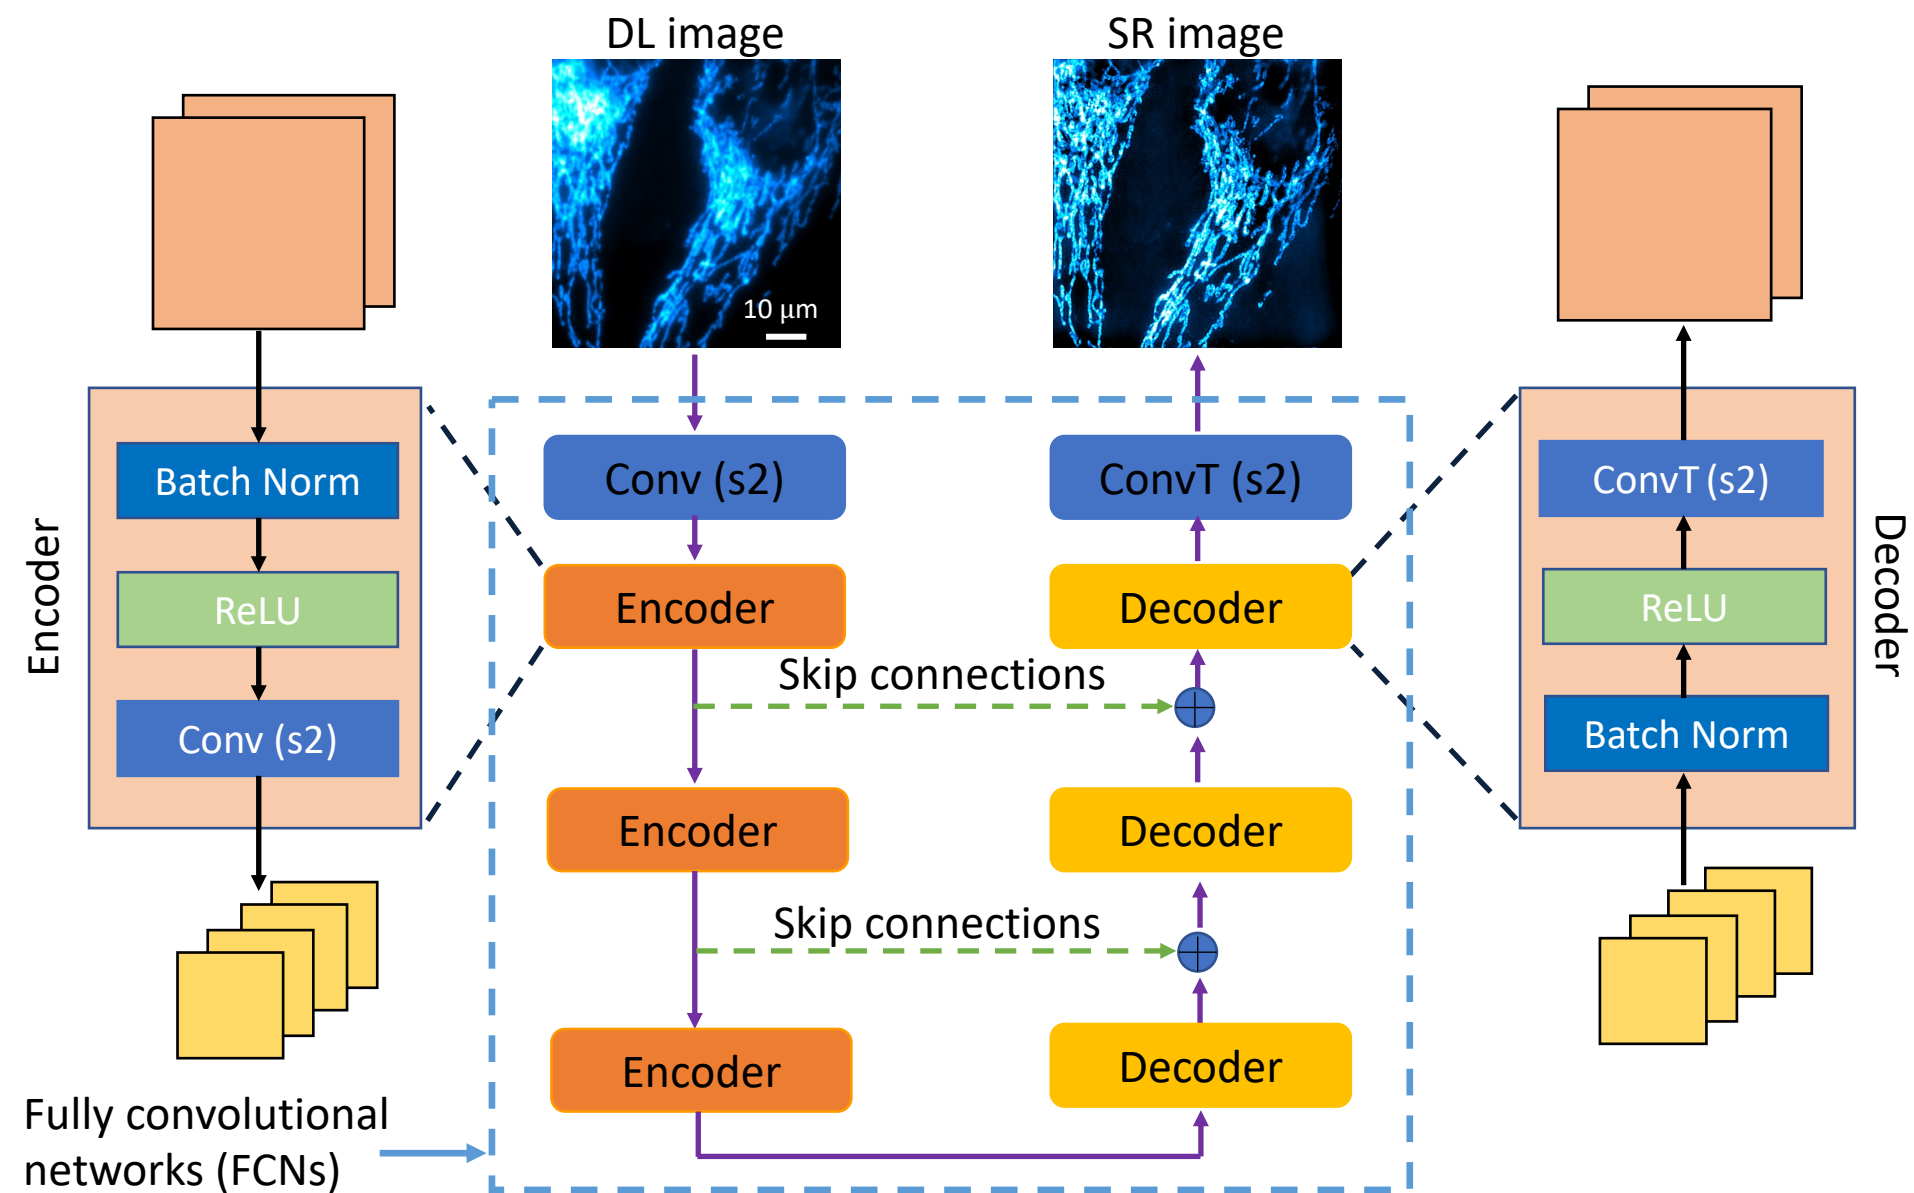 DL image
SR image
10 µm
Encoder
Batch Norm
ReLU
Conv (s2)
Conv (s2)
Encoder
Skip connections
Encoder
Skip connections
Encoder
ConvT (s2)
Decoder
Decoder
Decoder
ConvT (s2)
ReLU
Batch Norm
Decoder
Fully convolutional
networks (FCNs)